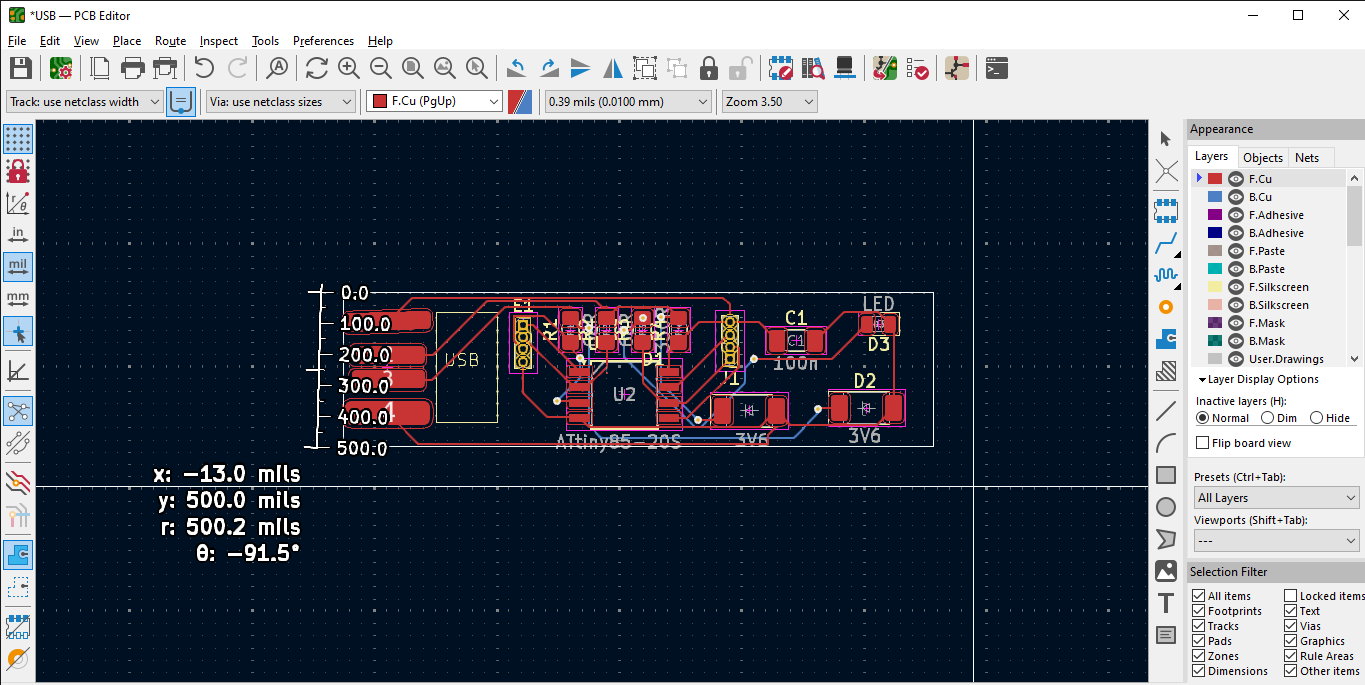 *USB — PCB Editor
File Edit View Place Route Inspect Tools Preferences Help
Track: use netclass width Via: use netclass sizes F.Cu (PgUp) 0.39 mils (0.0100 mm) Zoom 3.50
in
mil
mm
0.0
100.0
200.0
300.0
400.0
500.0
3
4
USB
R1
D1
U2
ATtiny85-20S
J1
C1
C1
100n
LED
D3
D2
3V6
3V6
x: -13.0 mils
y: 500.0 mils
r: 500.2 mils
θ: -91.5°
Appearance
Layers Objects Nets
F.Cu
B.Cu
F.Adhesive
B.Adhesive
F.Paste
B.Paste
F.Silkscreen
B.Silkscreen
F.Mask
B.Mask
User.Drawings
Layer Display Options
Inactive layers (H):
Normal Dim Hide
Flip board view
Presets (Ctrl+Tab):
All Layers
Viewports (Shift+Tab):
---
Selection Filter
All items Locked items
Footprints Text
Tracks Vias
Pads Graphics
Zones Rule Areas
Dimensions Other items